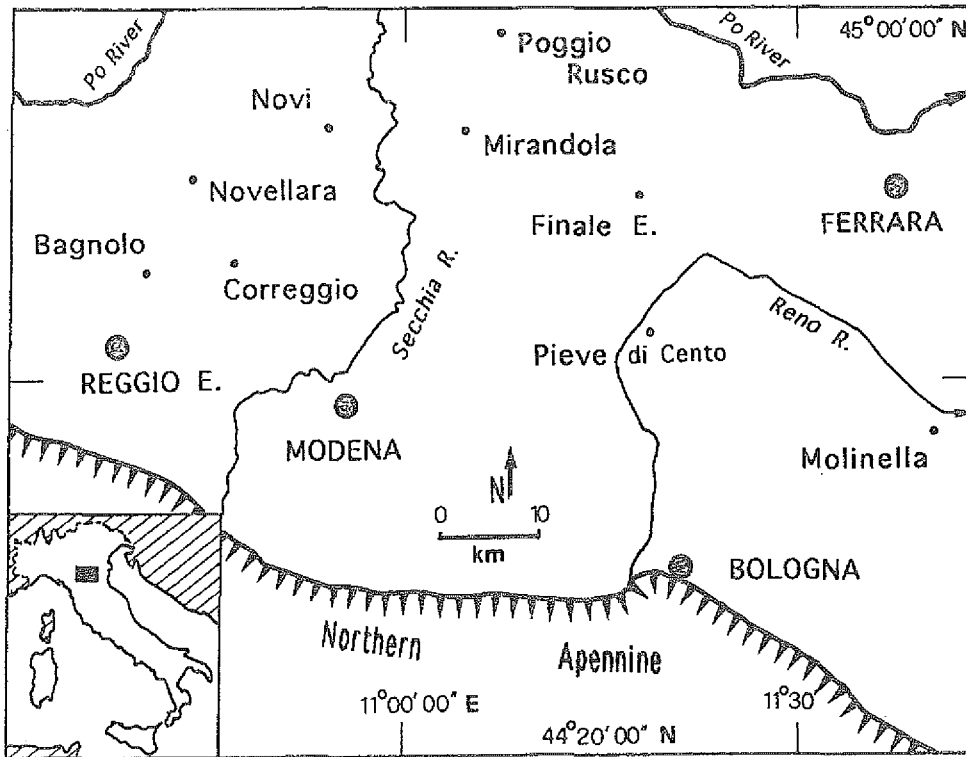 Po River
Poggio
Rusco
Po River
45°00'00" N
Novi
Mirandola
Novellara
Finale E.
FERRARA
Bagnolo
Correggio
Secchia R.
Reno R.
Pieve di Cento
REGGIO E.
MODENA
Molinella
N
0 10
km
BOLOGNA
Northern
Apennine
11°00'00" E
11°30'
44°20'00" N